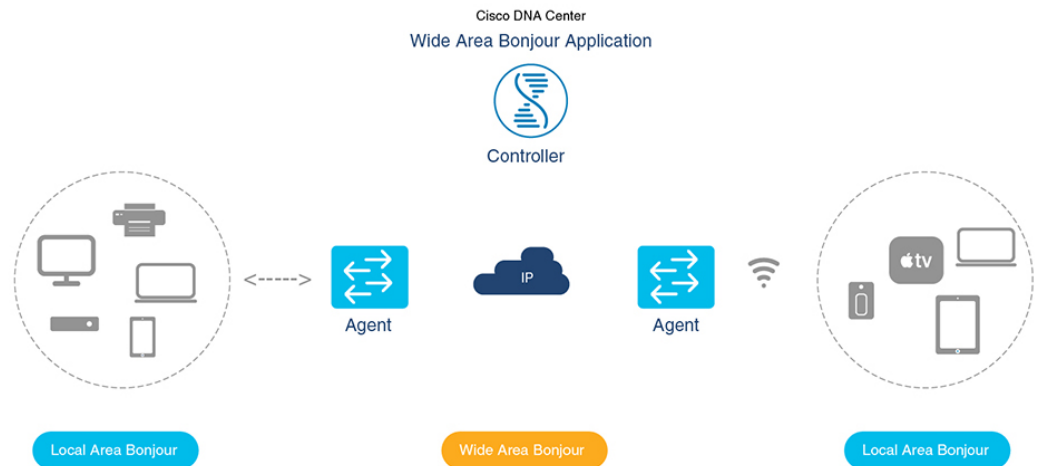 Cisco DNA Center
Wide Area Bonjour Application
Controller
IP
tv
Agent
Agent
Local Area Bonjour
Wide Area Bonjour
Local Area Bonjour